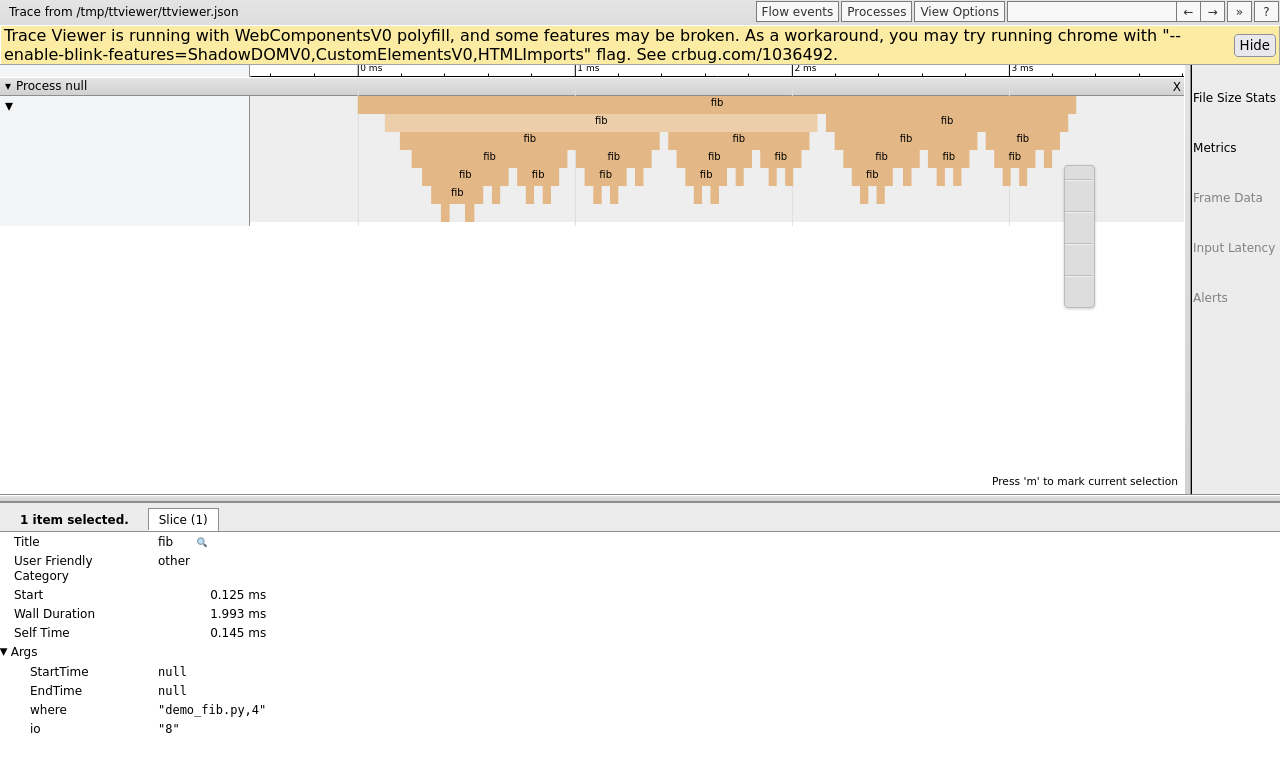 Trace from /tmp/ttviewer/ttviewer.json
Flow events Processes View Options ← → » ?
Trace Viewer is running with WebComponentsV0 polyfill, and some features may be broken. As a workaround, you may try running chrome with "--
enable-blink-features=ShadowDOMV0,CustomElementsV0,HTMLImports" flag. See crbug.com/1036492.
Hide
0 ms 1 ms 2 ms 3 ms
▼ Process null X
▼
fib
fib fib
fib fib fib fib
fib fib fib fib fib fib fib
fib fib fib fib fib
fib
File Size Stats
Metrics
Frame Data
Input Latency
Alerts
Press 'm' to mark current selection
1 item selected. Slice (1)
Title fib
User Friendly other
Category
Start 0.125 ms
Wall Duration 1.993 ms
Self Time 0.145 ms
▼ Args
StartTime null
EndTime null
where "demo_fib.py,4"
io "8"